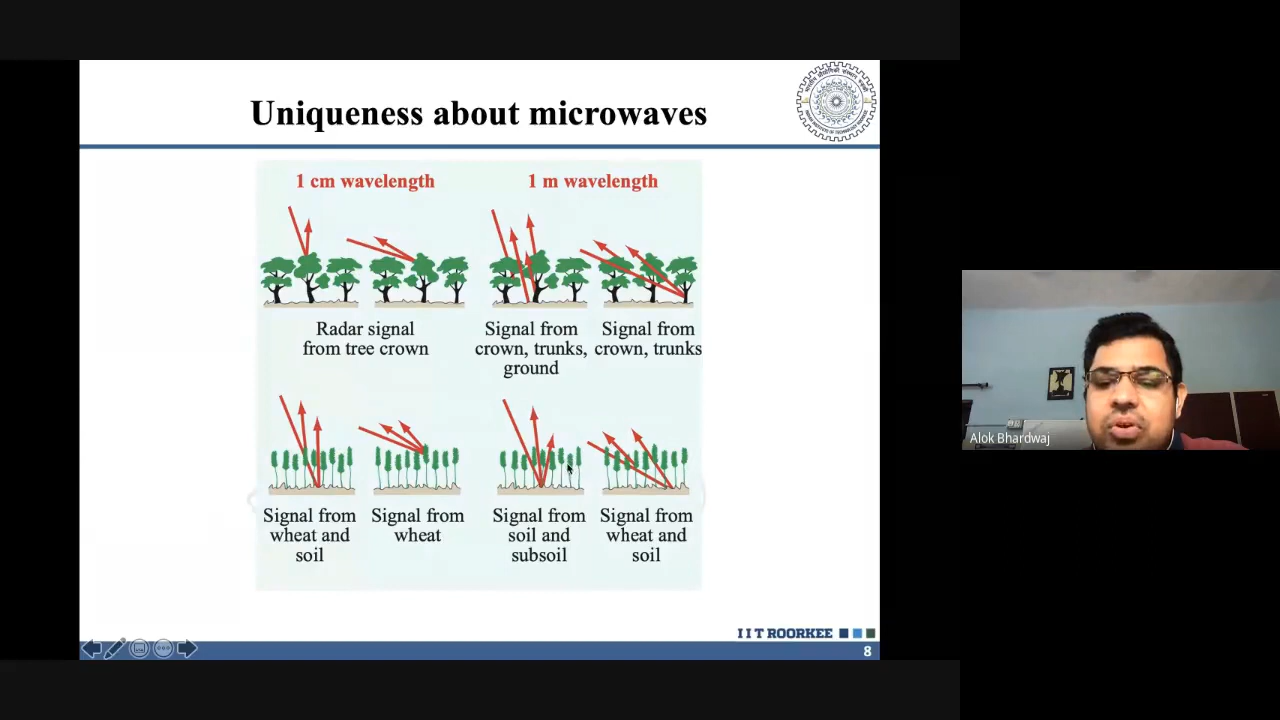 Uniqueness about microwaves
1 cm wavelength
1 m wavelength
Radar signal
from tree crown
Signal from
crown, trunks,
ground
Signal from
crown, trunks
Signal from
wheat and
soil
Signal from
wheat
Signal from
soil and
subsoil
Signal from
wheat and
soil
I I T ROORKEE
8
Alok Bhardwaj